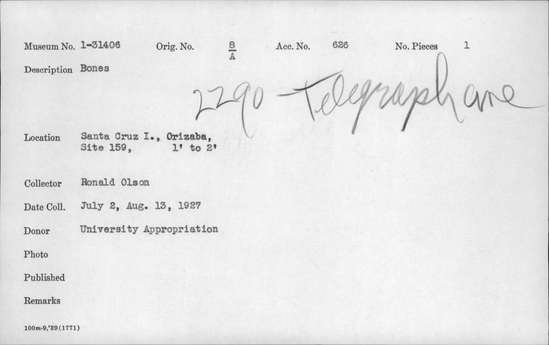 Museum No. 1-31406 Orig. No. 8/A Acc. No. 626 No. Pieces 1
Description Bones
2290 Telegraph Ave
Location Santa Cruz I., Orizaba,
Site 159, 1' to 2'
Collector Ronald Olson
Date Coll. July 2, Aug. 13, 1927
Donor University Appropriation
Photo
Published
Remarks
100m-9,'29(1771)